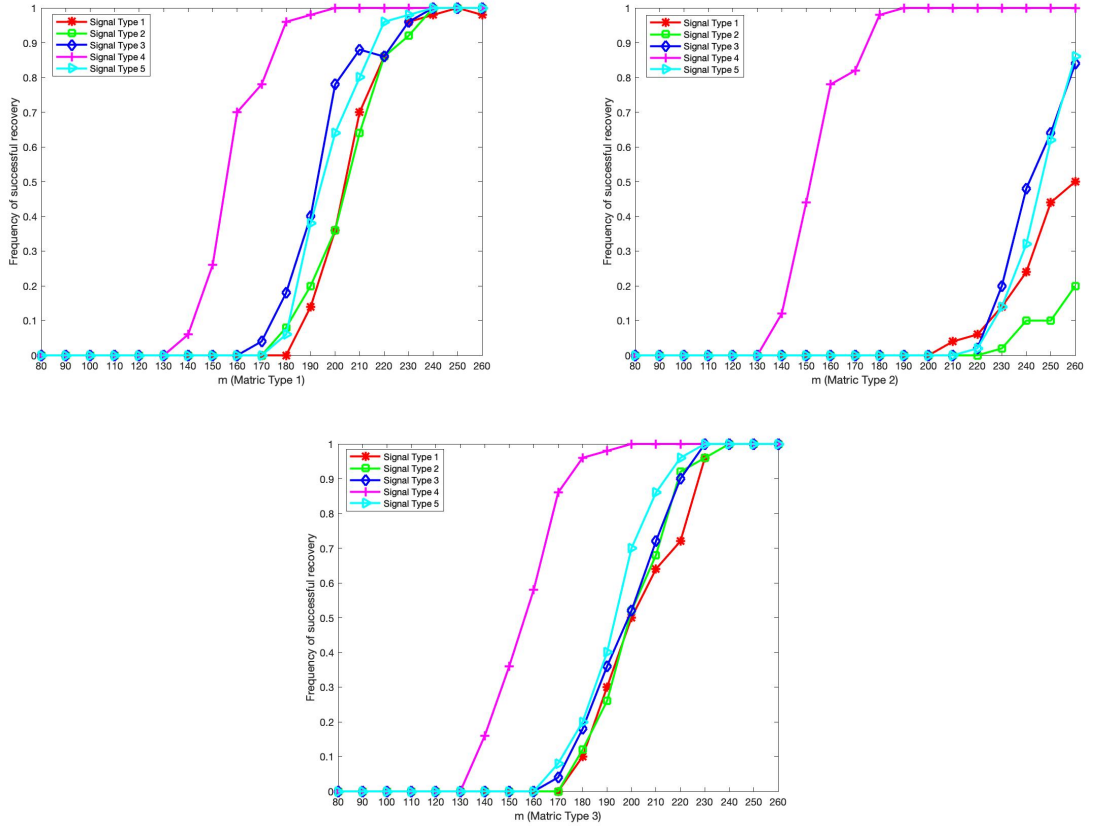 Frequency of successful recovery
1
0.9
0.8
0.7
0.6
0.5
0.4
0.3
0.2
0.1
0
Signal Type 1
Signal Type 2
Signal Type 3
Signal Type 4
Signal Type 5
80 90 100 110 120 130 140 150 160 170 180 190 200 210 220 230 240 250 260
m (Matric Type 1)
Frequency of successful recovery
1
0.9
0.8
0.7
0.6
0.5
0.4
0.3
0.2
0.1
0
Signal Type 1
Signal Type 2
Signal Type 3
Signal Type 4
Signal Type 5
80 90 100 110 120 130 140 150 160 170 180 190 200 210 220 230 240 250 260
m (Matric Type 2)
Frequency of successful recovery
1
0.9
0.8
0.7
0.6
0.5
0.4
0.3
0.2
0.1
0
Signal Type 1
Signal Type 2
Signal Type 3
Signal Type 4
Signal Type 5
80 90 100 110 120 130 140 150 160 170 180 190 200 210 220 230 240 250 260
m (Matric Type 3)